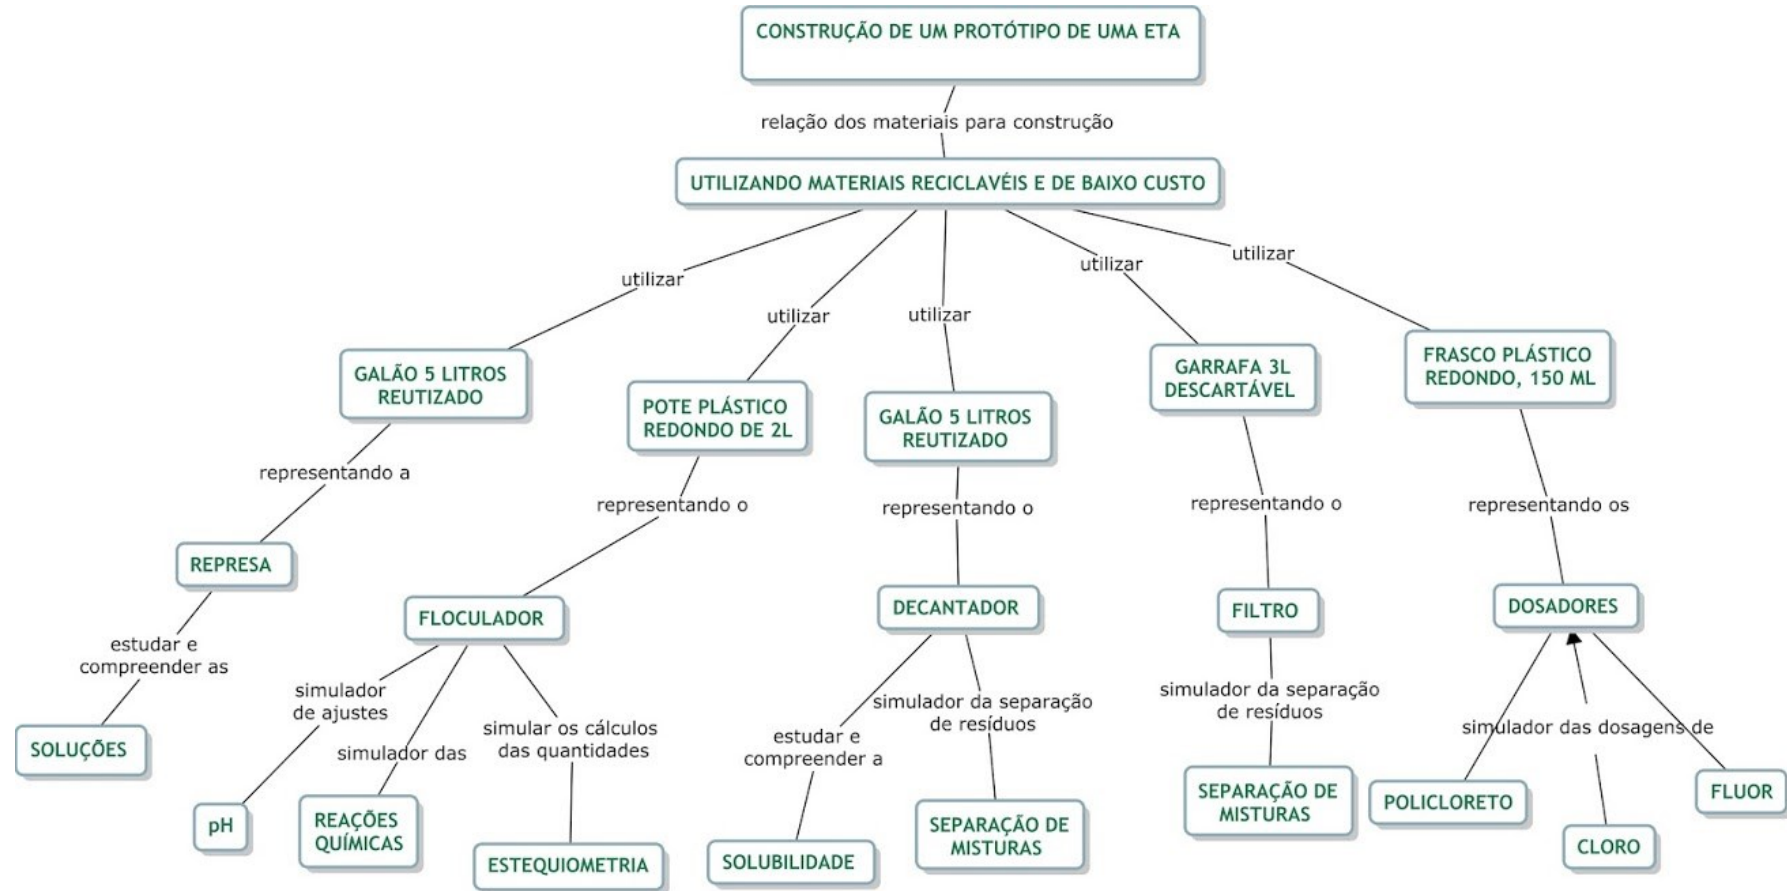 CONSTRUÇÃO DE UM PROTÓTIPO DE UMA ETA
relação dos materiais para construção
UTILIZANDO MATERIAIS RECICLAVÉIS E DE BAIXO CUSTO
utilizar
utilizar
utilizar
utilizar
utilizar
GALÃO 5 LITROS
REUTIZADO
POTE PLÁSTICO
REDONDO DE 2L
GALÃO 5 LITROS
REUTIZADO
GARRAFA 3L
DESCARTÁVEL
FRASCO PLÁSTICO
REDONDO, 150 ML
representando a
representando o
representando o
representando o
representando os
REPRESA
FLOCULADOR
DECANTADOR
FILTRO
DOSADORES
estudar e
compreender as
simulador
de ajustes
simulador das
simular os cálculos
das quantidades
estudar e
compreender a
simulador da separação
de resíduos
simulador da separação
de resíduos
simulador das dosagens de
SOLUÇÕES
pH
REAÇÕES
QUÍMICAS
ESTEQUIOMETRIA
SOLUBILIDADE
SEPARAÇÃO DE
MISTURAS
SEPARAÇÃO DE
MISTURAS
POLICLORETO
CLORO
FLUOR